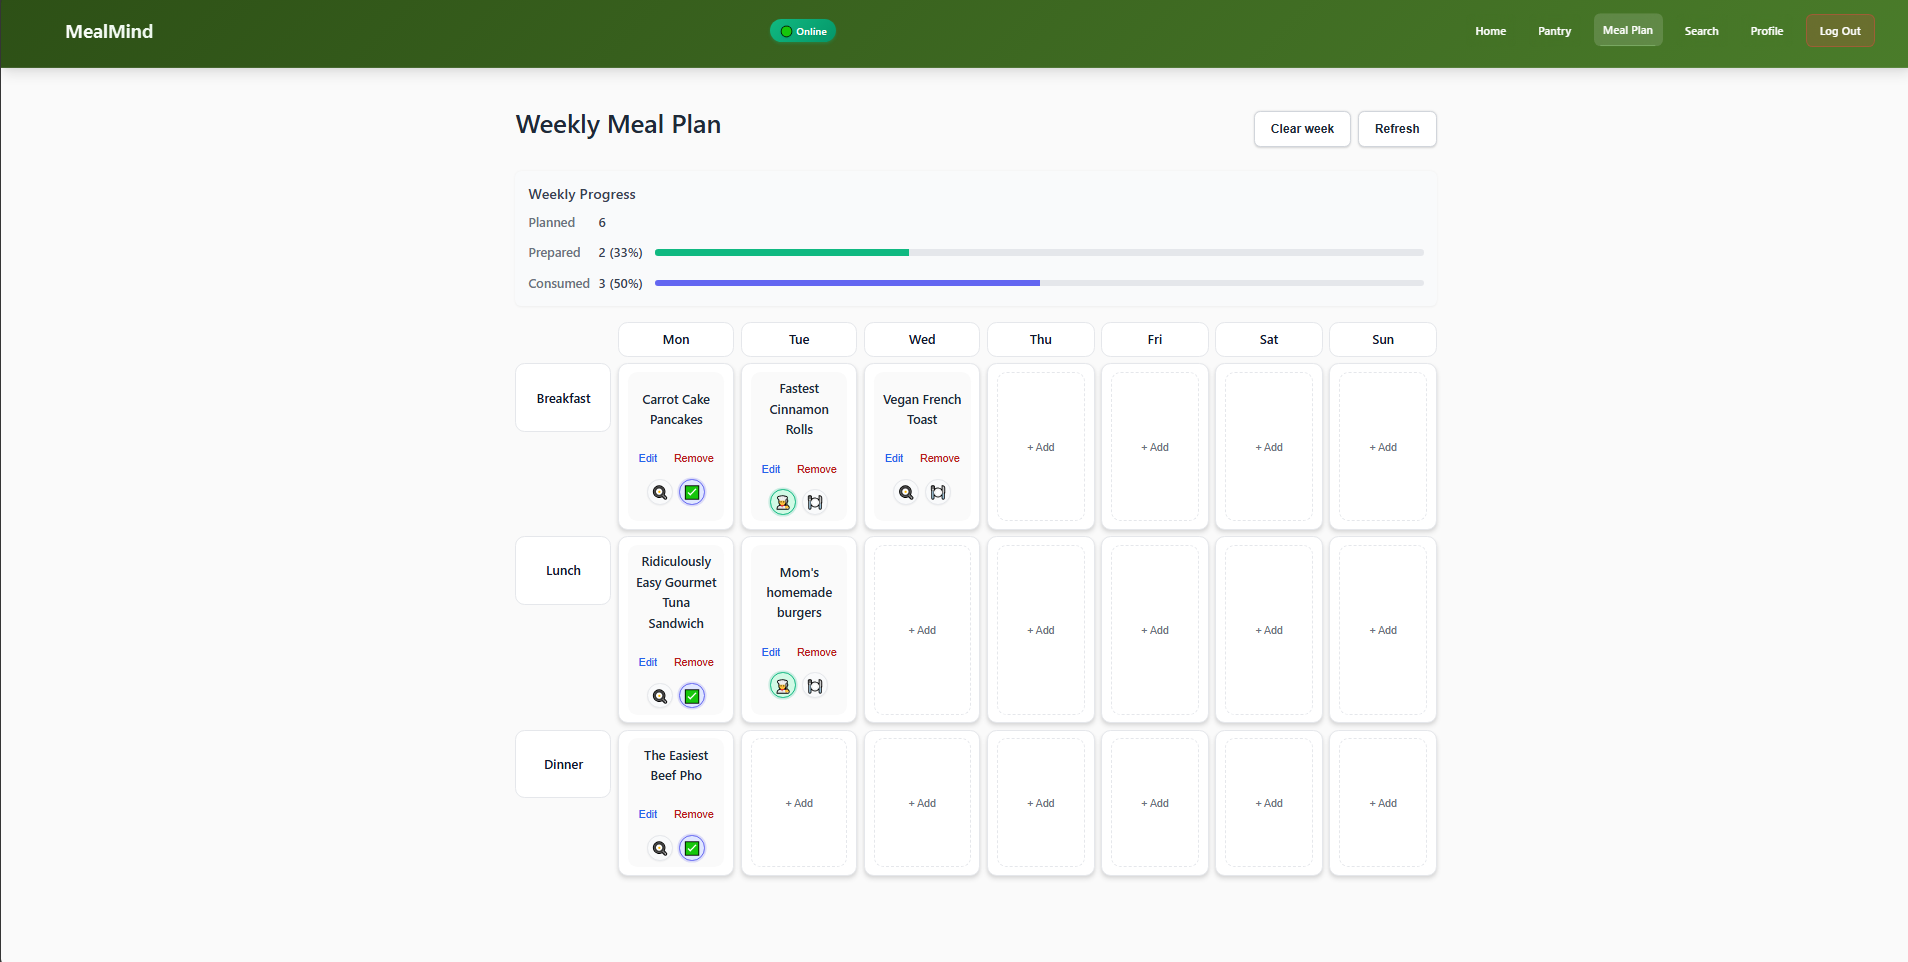 MealMind
Online
Home
Pantry
Meal Plan
Search
Profile
Log Out
Weekly Meal Plan
Clear week
Refresh
Weekly Progress
Planned 6
Prepared 2 (33%)
Consumed 3 (50%)
Mon
Tue
Wed
Thu
Fri
Sat
Sun
Breakfast
Carrot Cake
Pancakes
Edit Remove
Fastest
Cinnamon
Rolls
Edit Remove
Vegan French
Toast
Edit Remove
+ Add
+ Add
+ Add
+ Add
Lunch
Ridiculously
Easy Gourmet
Tuna
Sandwich
Edit Remove
Mom's
homemade
burgers
Edit Remove
+ Add
+ Add
+ Add
+ Add
+ Add
Dinner
The Easiest
Beef Pho
Edit Remove
+ Add
+ Add
+ Add
+ Add
+ Add
+ Add